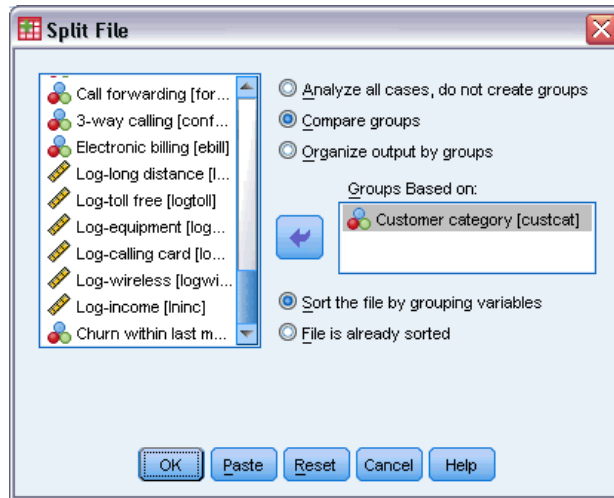 Split File
Call forwarding [for...
3-way calling [conf...
Electronic billing [ebill]
Log-long distance [l...
Log-toll free [logtoll]
Log-equipment [log...
Log-calling card [lo...
Log-wireless [logwi...
Log-income [lninc]
Churn within last m...
Analyze all cases, do not create groups
Compare groups
Organize output by groups
Groups Based on:
Customer category [custcat]
Sort the file by grouping variables
File is already sorted
OK Paste Reset Cancel Help